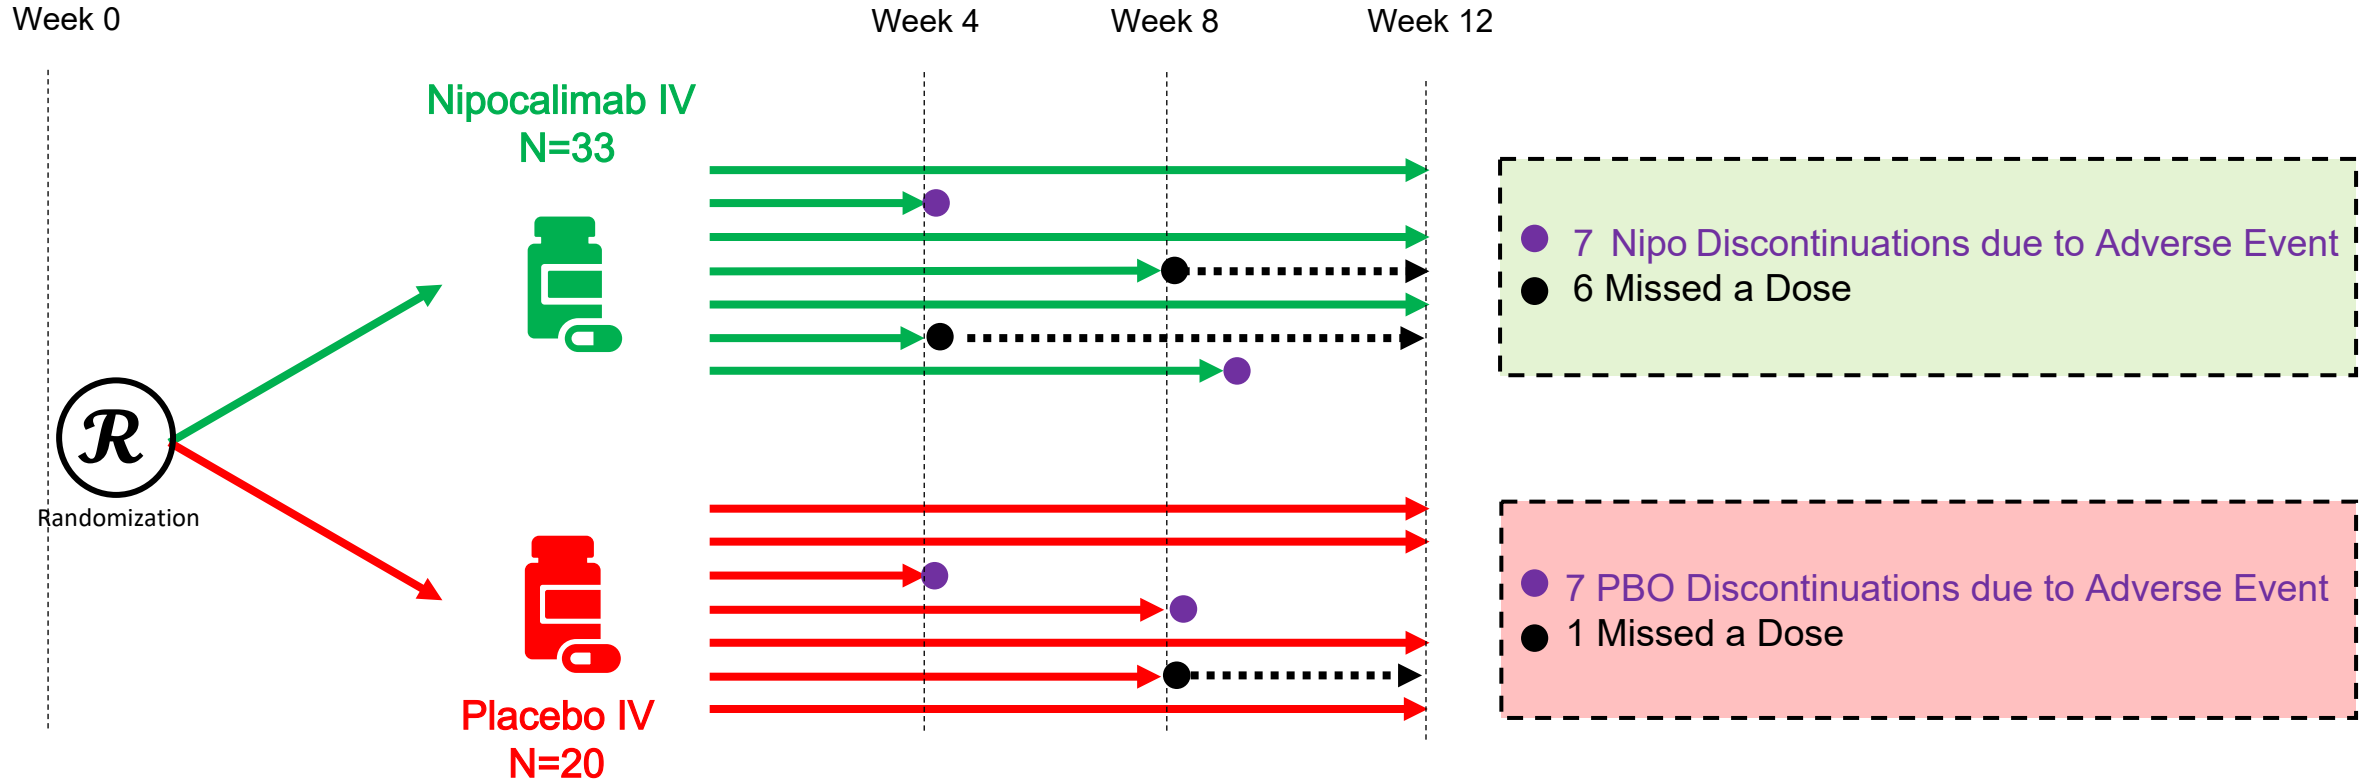 Week 0
Week 4
Week 8
Week 12
Nipocalimab IV
N=33
7 Nipo Discontinuations due to Adverse Event
6 Missed a Dose
R
Randomization
7 PBO Discontinuations due to Adverse Event
1 Missed a Dose
Placebo IV
N=20